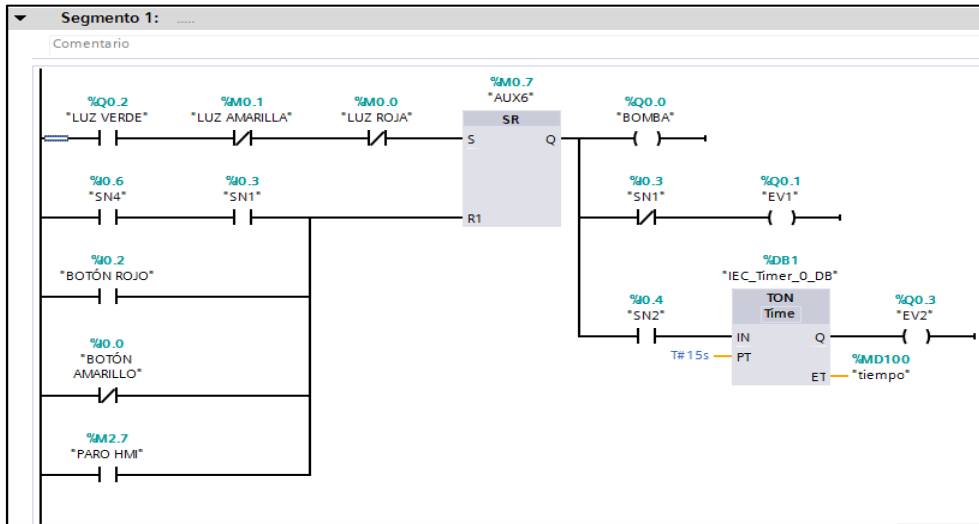 Segmento 1: .....
Comentario
%Q0.2
"LUZ VERDE"
%M0.1
"LUZ AMARILLA"
%M0.0
"LUZ ROJA"
%M0.7
"AUX6"
SR
S
Q
R1
%Q0.0
"BOMBA"
%I0.6
"SN4"
%I0.3
"SN1"
%I0.3
"SN1"
%Q0.1
"EV1"
%I0.2
"BOTÓN ROJO"
%I0.4
"SN2"
%DB1
"IEC_Timer_0_DB"
TON
Time
IN
Q
T#15s
PT
ET
%Q0.3
"EV2"
%MD100
"tiempo"
%I0.0
"BOTÓN
AMARILLO"
%M2.7
"PARO HMI"